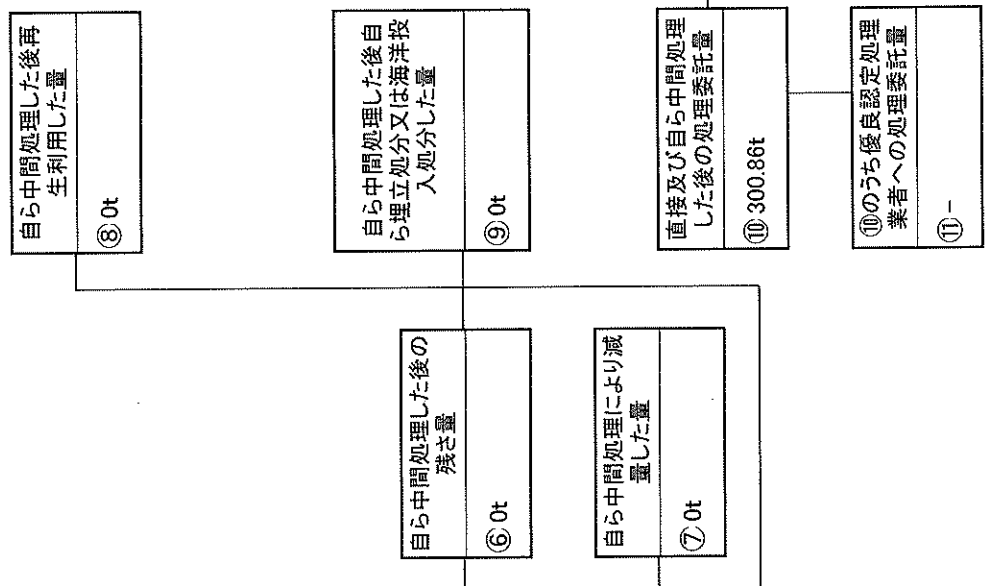 自ら中間処理した後再
生利用した量
⑧ 0t
自ら中間処理した後自
ら埋立処分又は海洋投
入処分した量
⑨ 0t
自ら中間処理した後の
残さ量
⑥ 0t
自ら中間処理により減
量した量
⑦ 0t
直接及び自ら中間処理
した後の処理委託量
⑩ 300.86t
⑩のうち優良認定処理
業者への処理委託量
⑪ -